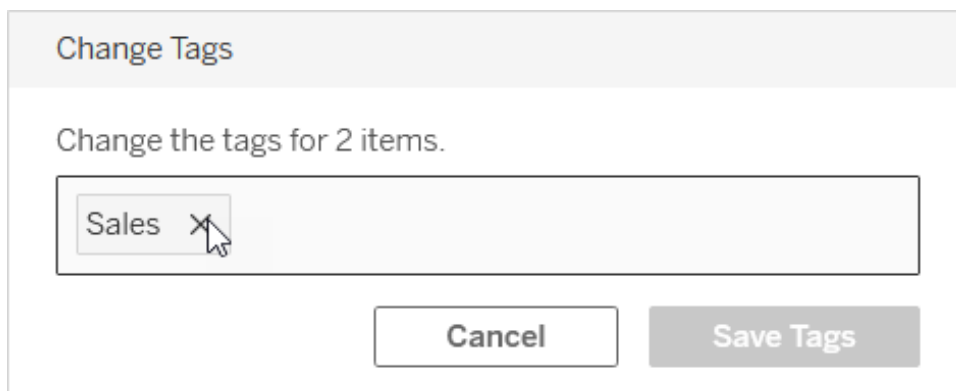 Change Tags
Change the tags for 2 items.
Sales ×
Cancel Save Tags